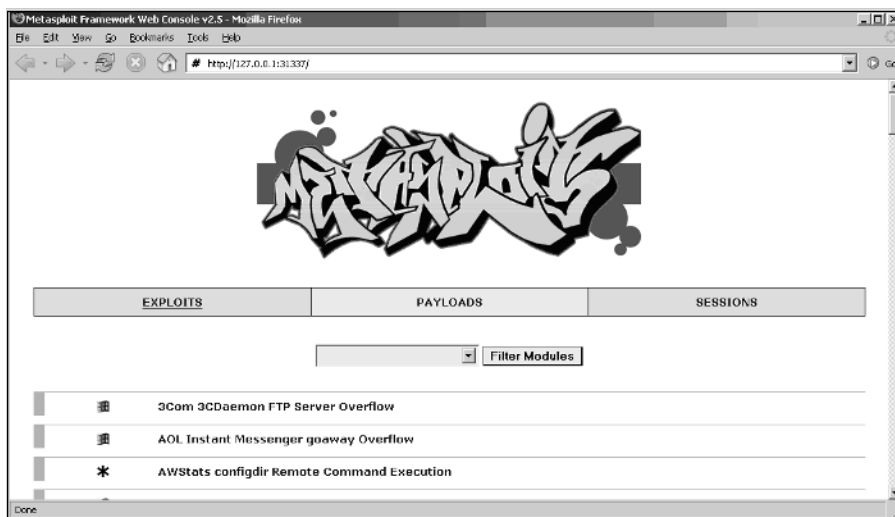 Metasploit Framework Web Console v2.5 - Mozilla Firefox
File Edit View Go Bookmarks Tools Help
http://127.0.0.1:31337/ Go
METASPLOIT
EXPLOITS PAYLOADS SESSIONS
Filter Modules
3Com 3CDaemon FTP Server Overflow
AOL Instant Messenger goaway Overflow
AWStats configdir Remote Command Execution
Done